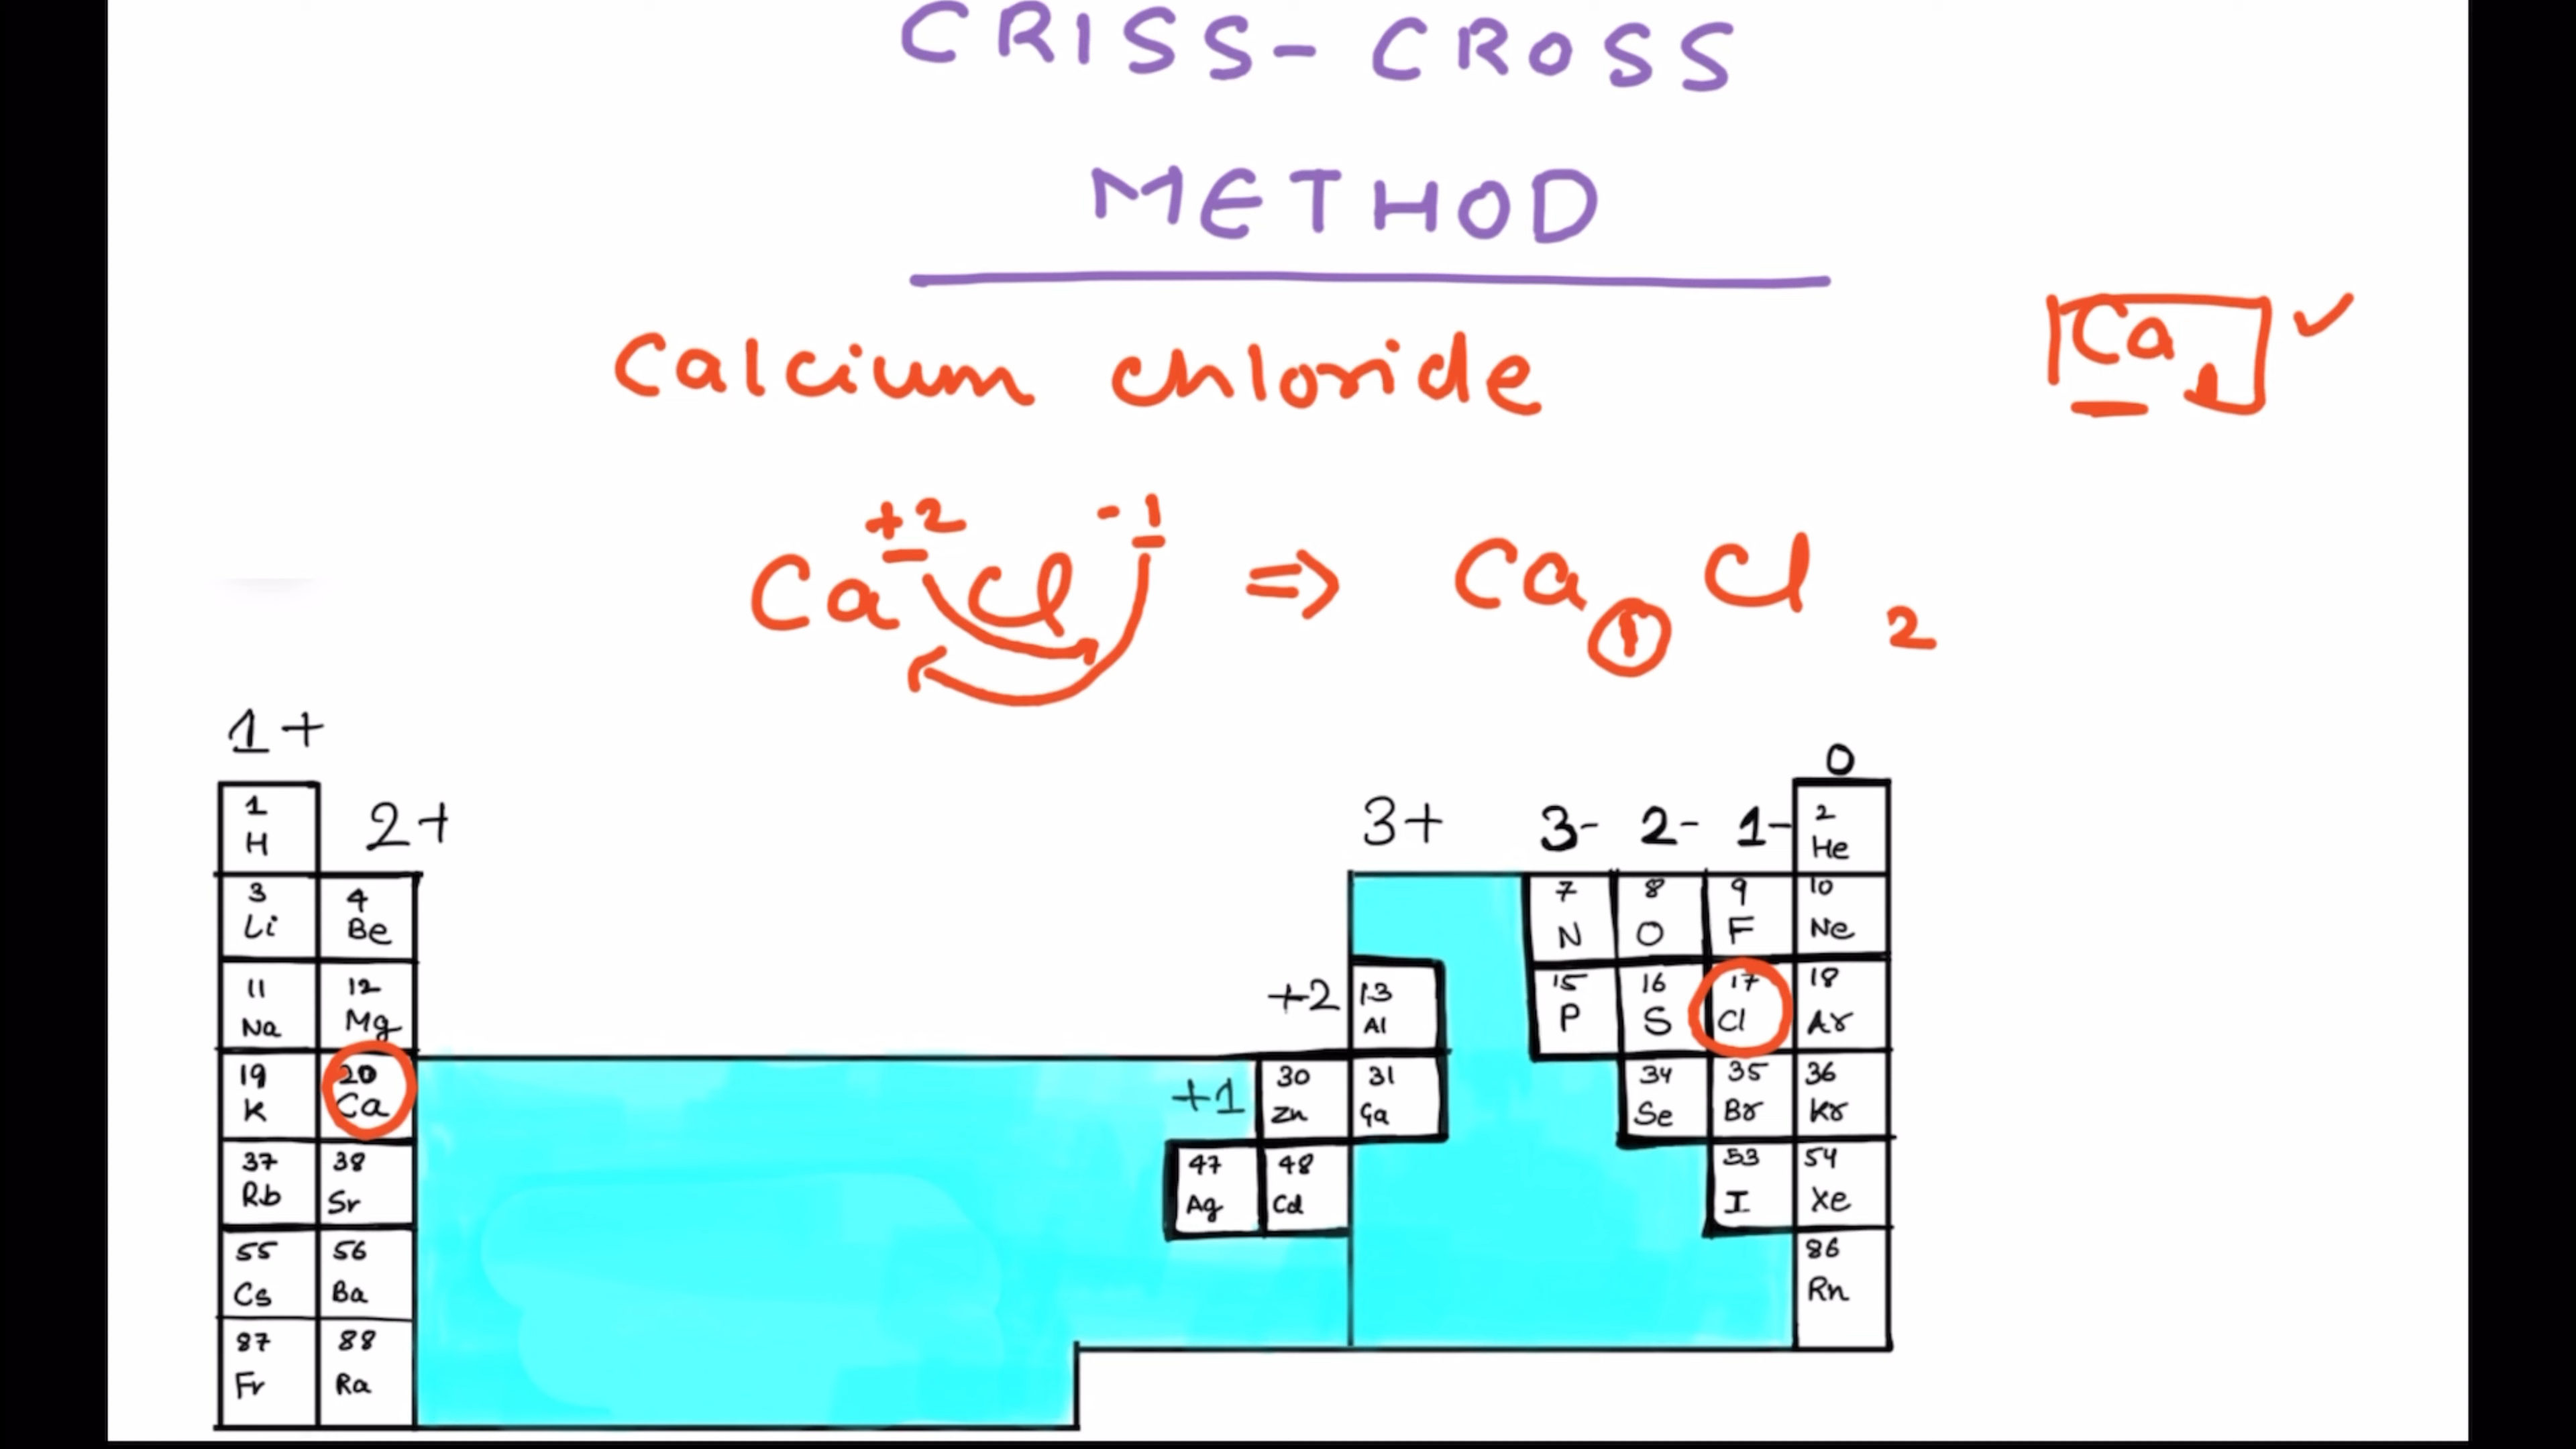 CRISS-CROSS
METHOD
Calcium chloride
Ca 1 ✓
Ca +2 Cl -1 ⇒ Ca 1 Cl 2
1+
0
2+
3+ 3- 2- 1-
1 H
2 He
3 Li
4 Be
7 N
8 O
9 F
10 Ne
11 Na
12 Mg
+2
13 Al
15 P
16 S
17 Cl
18 Ar
19 K
20 Ca
+1
30 Zn
31 Ga
34 Se
35 Br
36 Kr
37 Rb
38 Sr
47 Ag
48 Cd
53 I
54 Xe
55 Cs
56 Ba
86 Rn
87 Fr
88 Ra